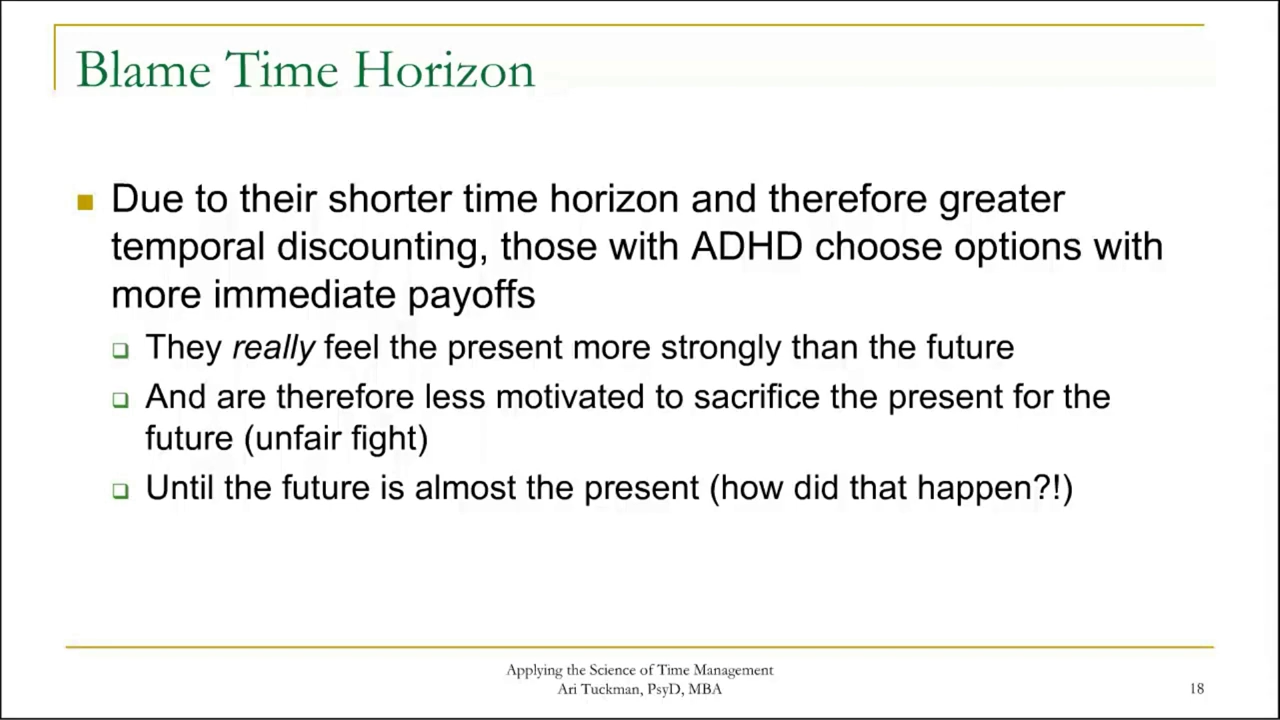 Blame Time Horizon
Due to their shorter time horizon and therefore greater
temporal discounting, those with ADHD choose options with
more immediate payoffs
They really feel the present more strongly than the future
And are therefore less motivated to sacrifice the present for the
future (unfair fight)
Until the future is almost the present (how did that happen?!)
Applying the Science of Time Management
Ari Tuckman, PsyD, MBA
18